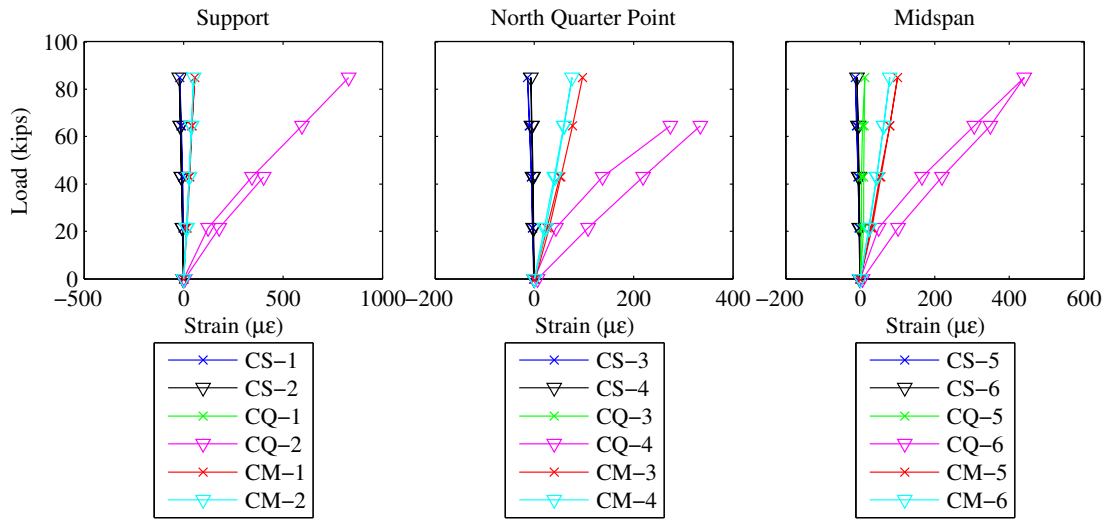 Support
North Quarter Point
Midspan
Load (kips)
100
80
60
40
20
0
−500 0 500 1000
−200 0 200 400
−200 0 200 400 600
Strain (µε)
Strain (µε)
Strain (µε)
CS−1
CS−2
CQ−1
CQ−2
CM−1
CM−2
CS−3
CS−4
CQ−3
CQ−4
CM−3
CM−4
CS−5
CS−6
CQ−5
CQ−6
CM−5
CM−6